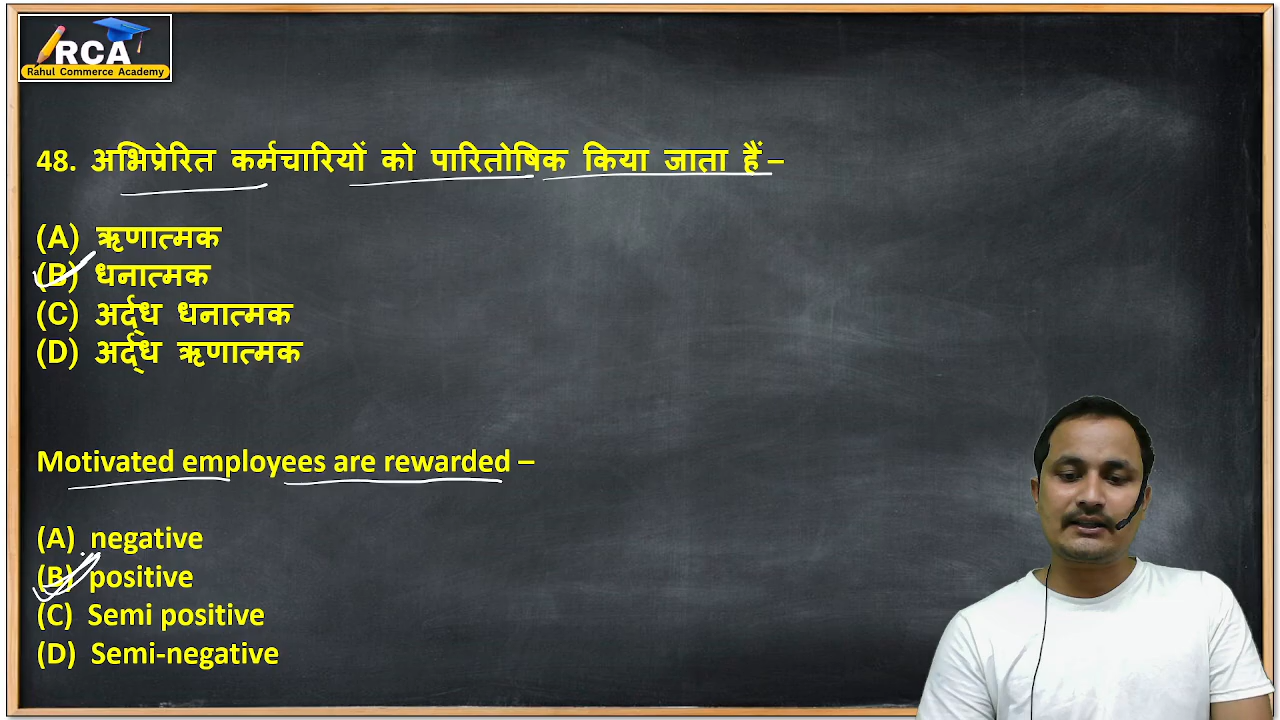 RCA
Rahul Commerce Academy
48. अभिप्रेरित कर्मचारियों को पारितोषिक किया जाता हैं –
(A) ऋणात्मक
(B) धनात्मक
(C) अर्द्ध धनात्मक
(D) अर्द्ध ऋणात्मक
Motivated employees are rewarded –
(A) negative
(B) positive
(C) Semi positive
(D) Semi-negative